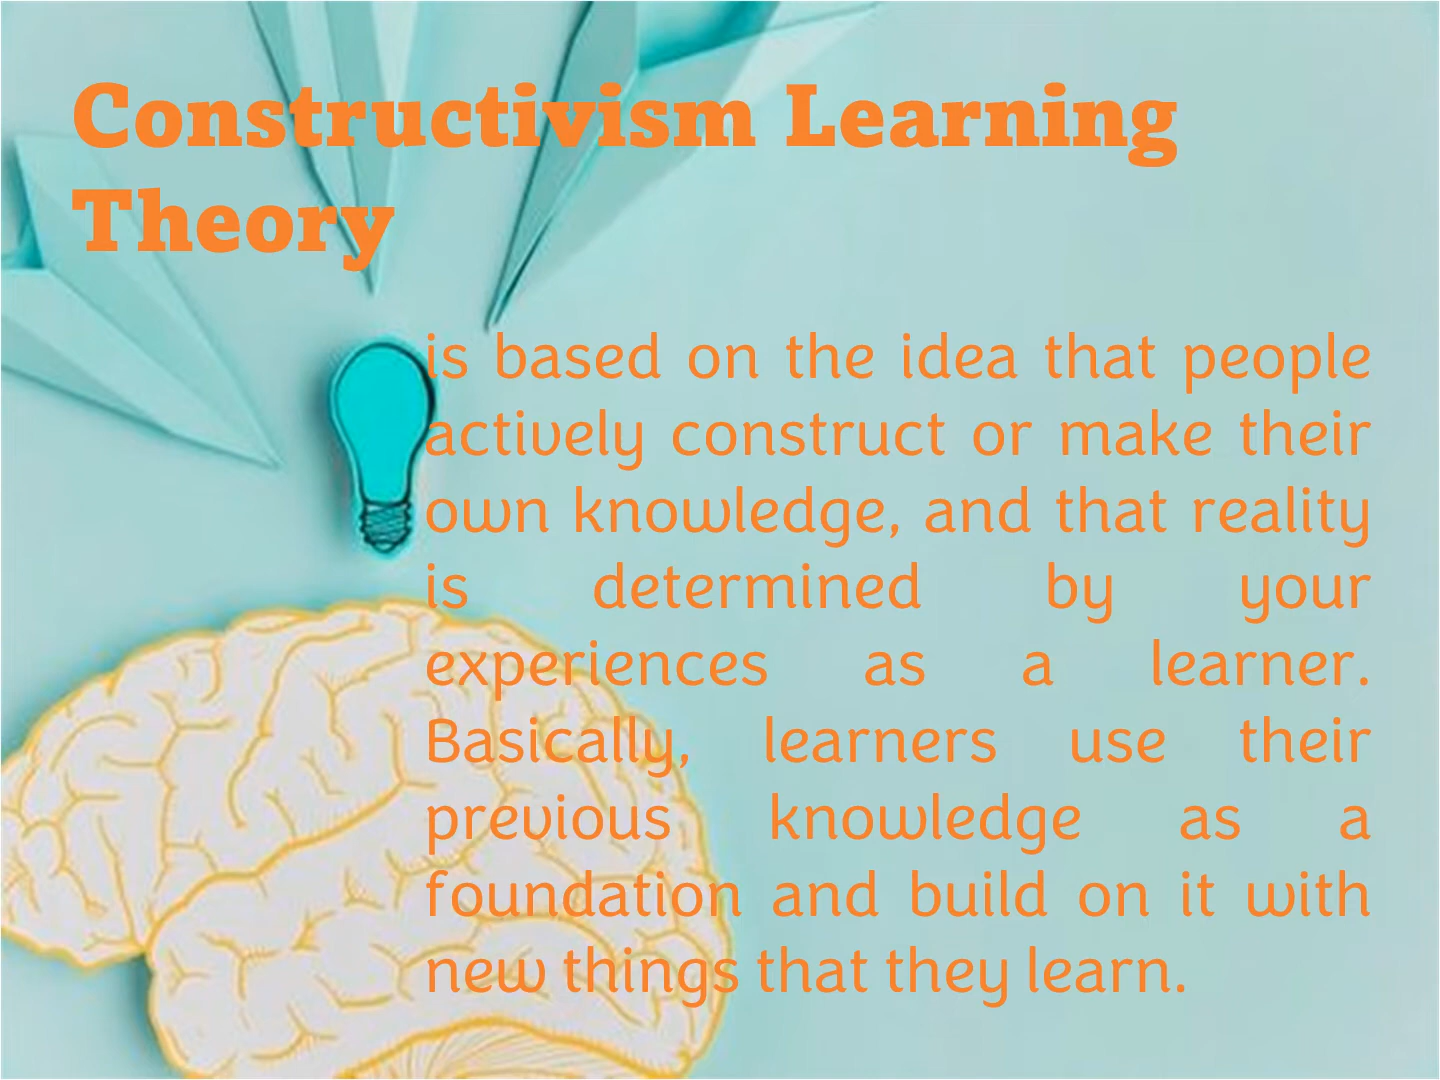 Constructivism Learning
Theory
is based on the idea that people
actively construct or make their
own knowledge, and that reality
is determined by your
experiences as a learner.
Basically, learners use their
previous knowledge as a
foundation and build on it with
new things that they learn.